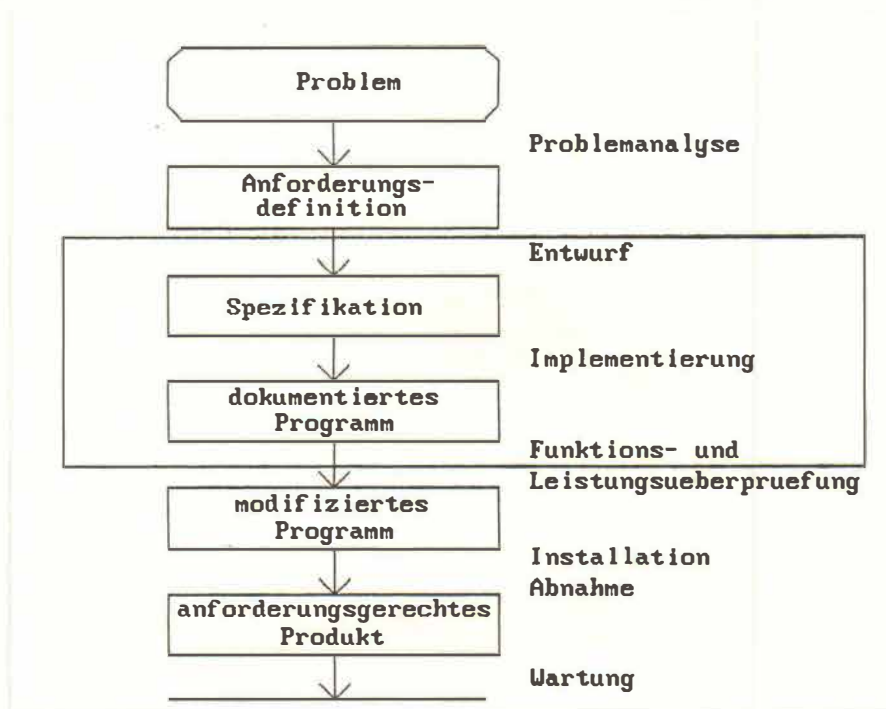 Problem
Problemanalyse
Anforderungs-
definition
Entwurf
Spezifikation
Implementierung
dokumentiertes
Programm
Funktions- und
Leistungsueberpruefung
modifiziertes
Programm
Installation
Abnahme
anforderungsgerechtes
Produkt
Wartung